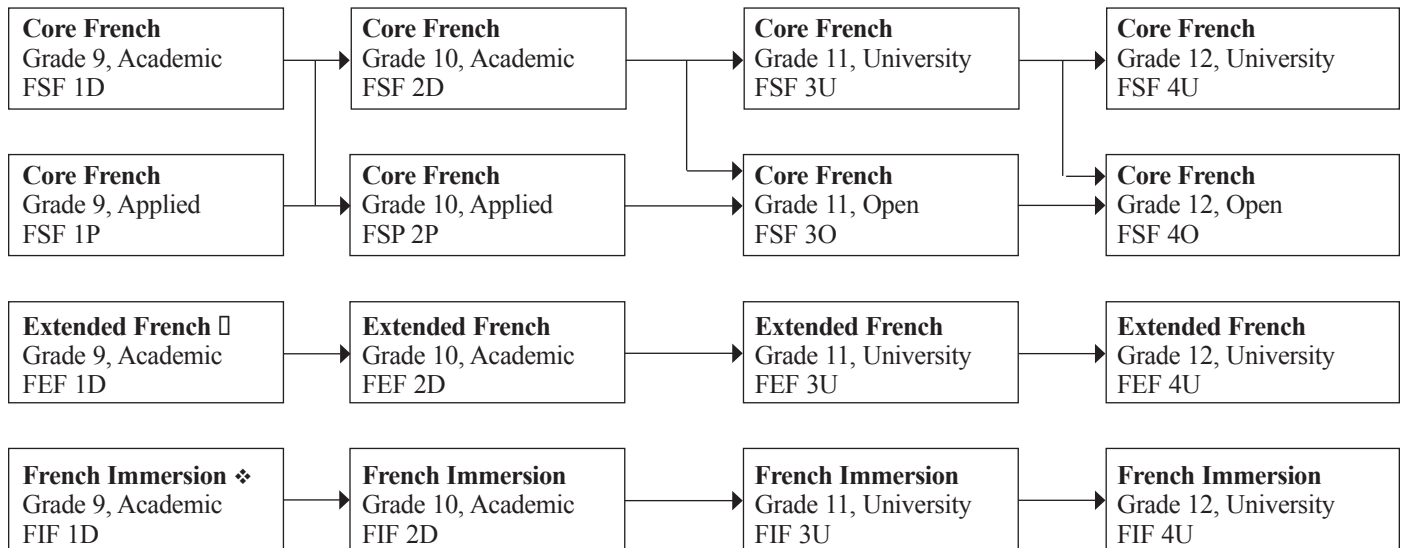 Core French
Grade 9, Academic
FSF 1D
Core French
Grade 10, Academic
FSF 2D
Core French
Grade 11, University
FSF 3U
Core French
Grade 12, University
FSF 4U
Core French
Grade 9, Applied
FSF 1P
Core French
Grade 10, Applied
FSP 2P
Core French
Grade 11, Open
FSF 3O
Core French
Grade 12, Open
FSF 4O
Extended French ▯
Grade 9, Academic
FEF 1D
Extended French
Grade 10, Academic
FEF 2D
Extended French
Grade 11, University
FEF 3U
Extended French
Grade 12, University
FEF 4U
French Immersion ❖
Grade 9, Academic
FIF 1D
French Immersion
Grade 10, Academic
FIF 2D
French Immersion
Grade 11, University
FIF 3U
French Immersion
Grade 12, University
FIF 4U